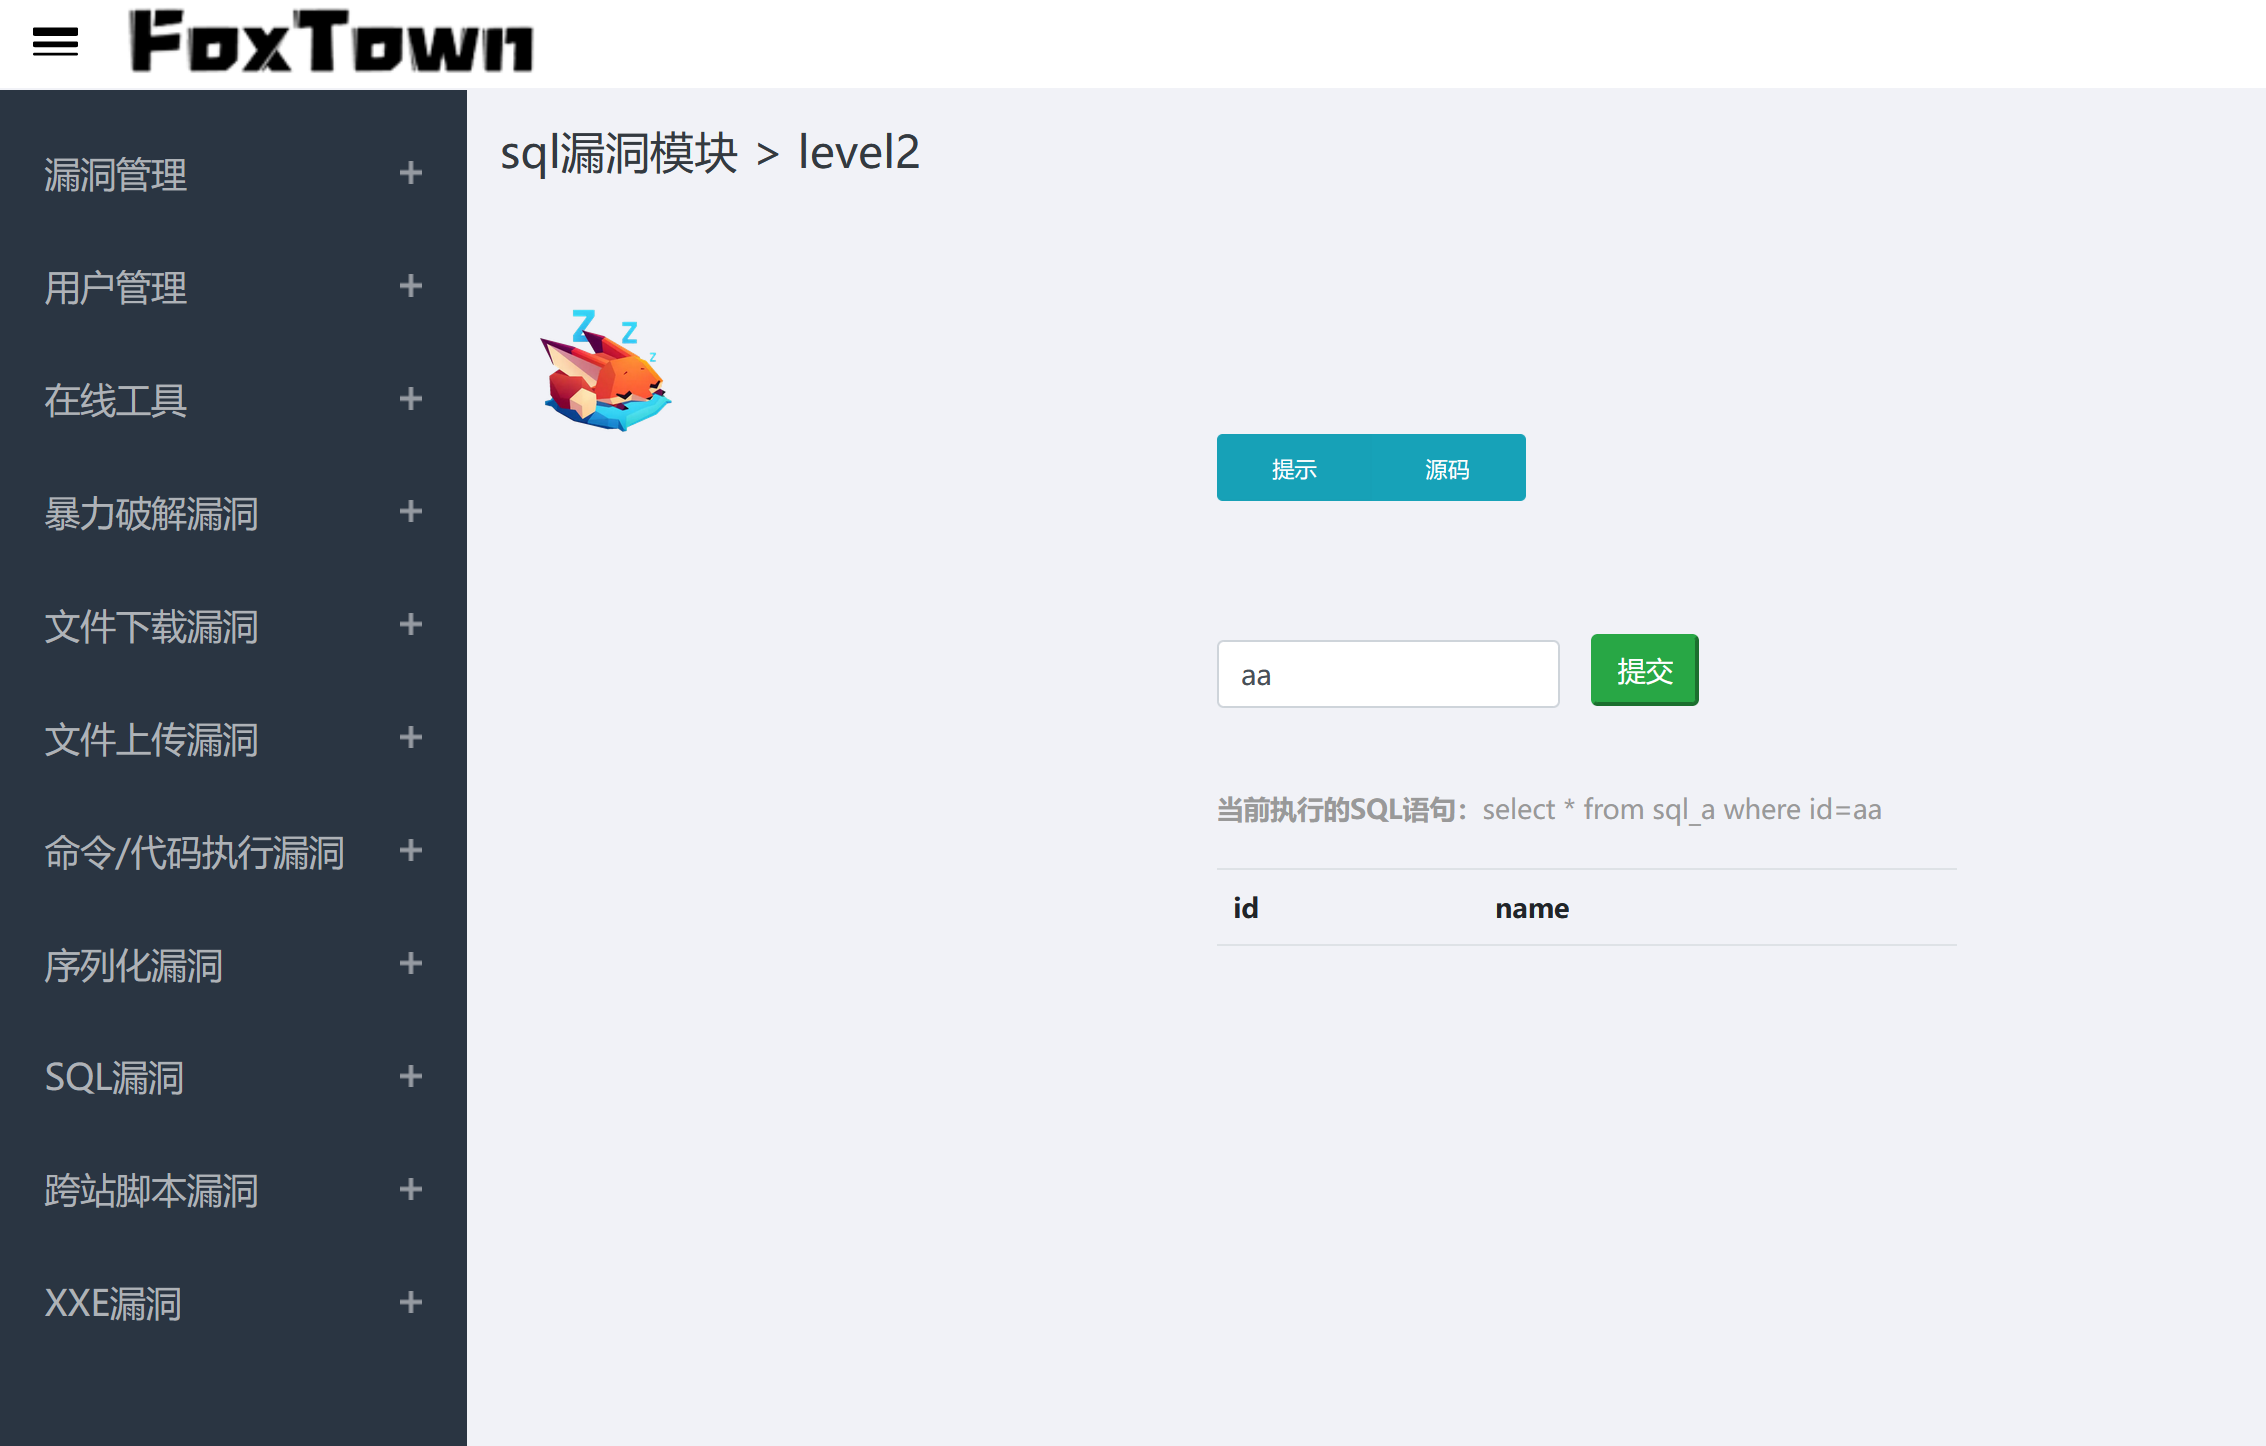 FoxTown
漏洞管理
用户管理
在线工具
暴力破解漏洞
文件下载漏洞
文件上传漏洞
命令/代码执行漏洞
序列化漏洞
SQL漏洞
跨站脚本漏洞
XXE漏洞
sql漏洞模块 > level2
z z z
提示 源码
aa 提交
当前执行的SQL语句：select * from sql_a where id=aa
id name